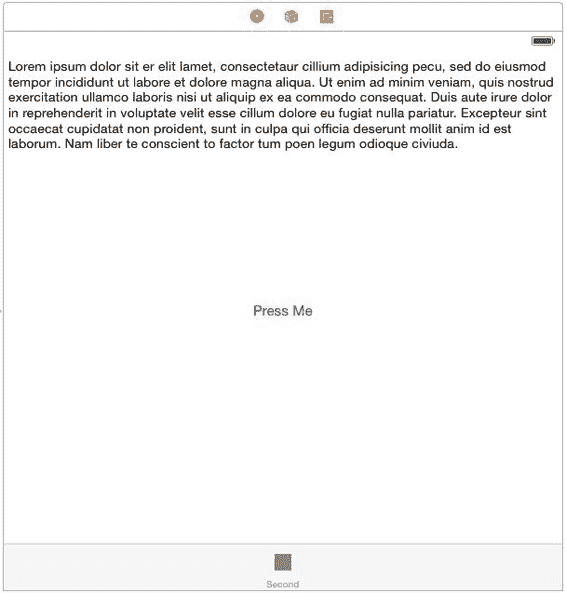 Lorem ipsum dolor sit er elit lamet, consectetaur cillium adipisicing pecu, sed do eiusmod
tempor incididunt ut labore et dolore magna aliqua. Ut enim ad minim veniam, quis nostrud
exercitation ullamco laboris nisi ut aliquip ex ea commodo consequat. Duis aute irure dolor
in reprehenderit in voluptate velit esse cillum dolore eu fugiat nulla pariatur. Excepteur sint
occaecat cupidatat non proident, sunt in culpa qui officia deserunt mollit anim id est
laborum. Nam liber te conscient to factor tum poen legum odioque civiuda.
Press Me
Second